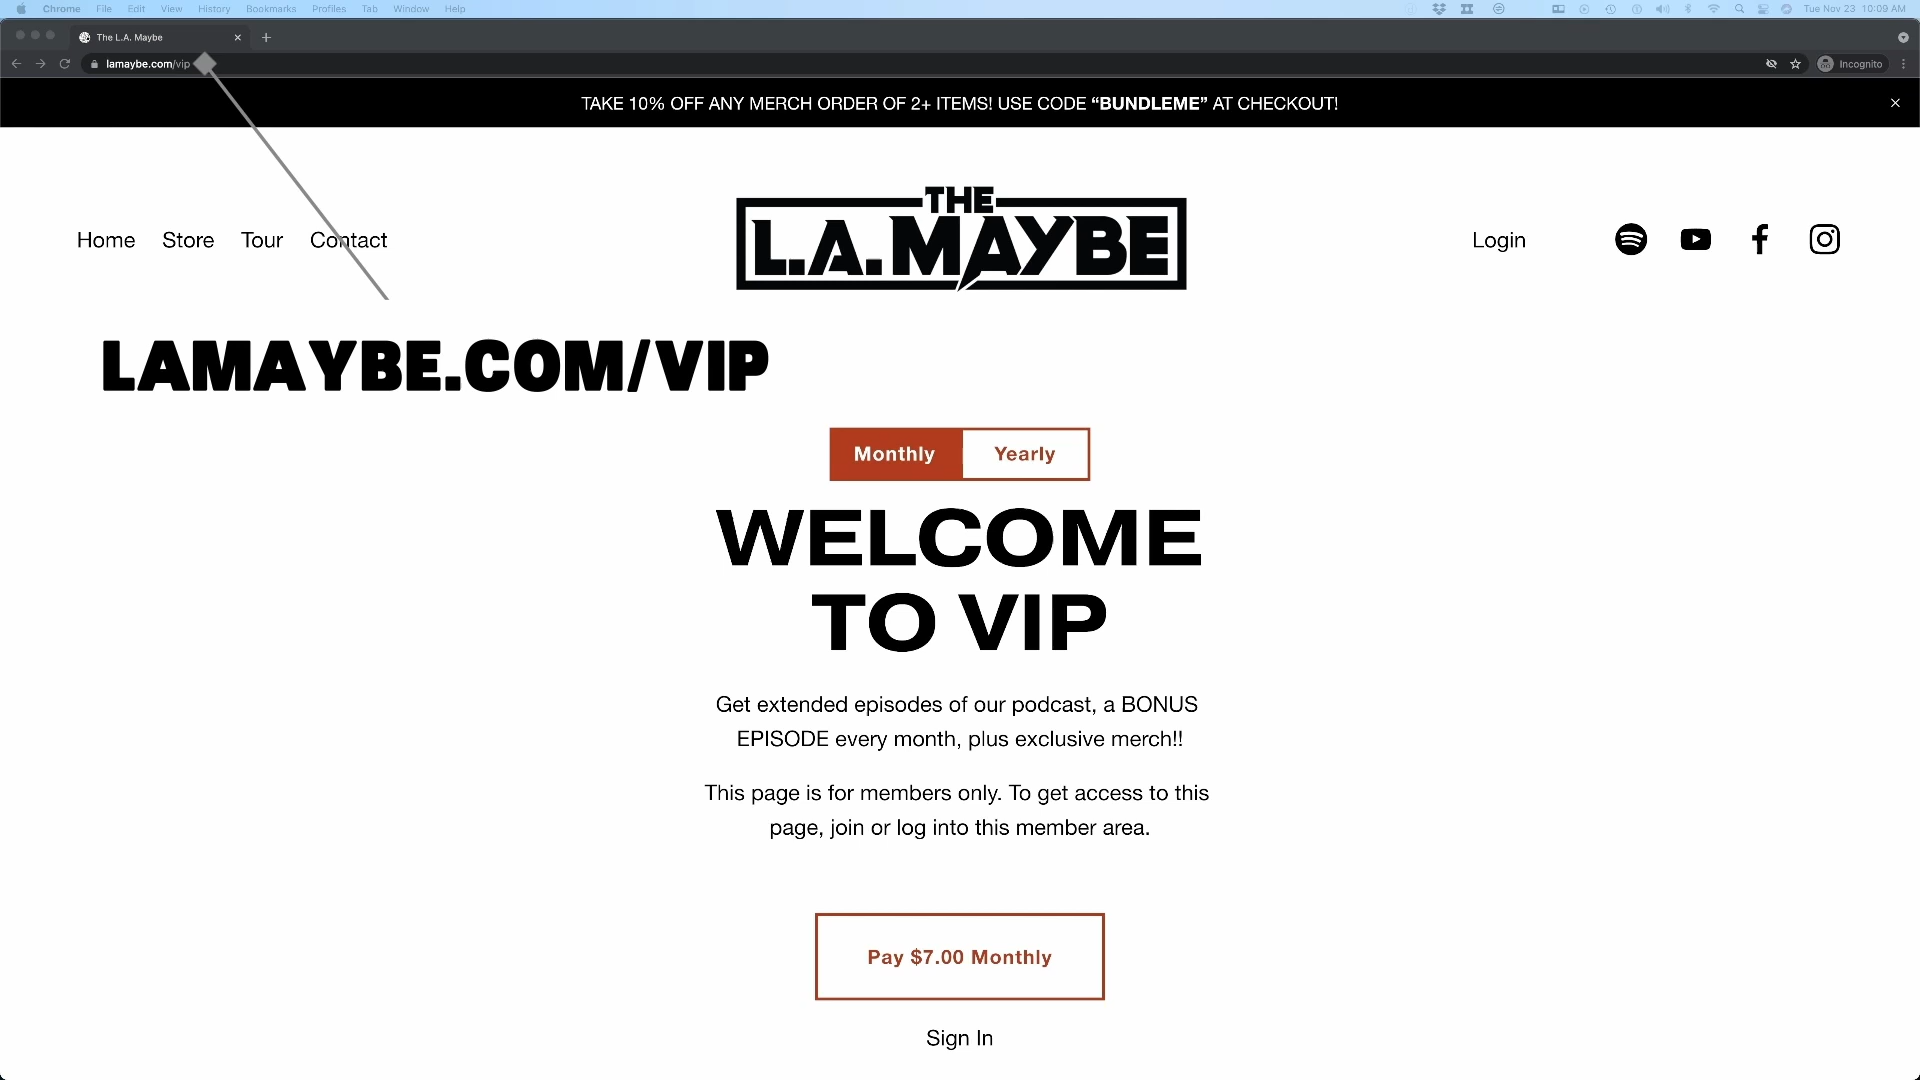 Chrome File Edit View History Bookmarks Profiles Tab Window Help Tue Nov 23 10:09 AM
The L.A. Maybe
lamaybe.com/vip Incognito
TAKE 10% OFF ANY MERCH ORDER OF 2+ ITEMS! USE CODE “BUNDLEME” AT CHECKOUT!
Home Store Tour Contact
THE
L.A. MAYBE
Login
LAMAYBE.COM/VIP
Monthly Yearly
WELCOME
TO VIP
Get extended episodes of our podcast, a BONUS
EPISODE every month, plus exclusive merch!!
This page is for members only. To get access to this
page, join or log into this member area.
Pay $7.00 Monthly
Sign In